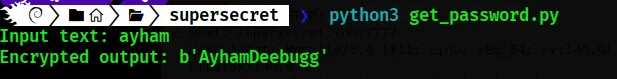 supersecret python3 get_password.py
Input text: ayham
Encrypted output: b'AyhamDeebugg'